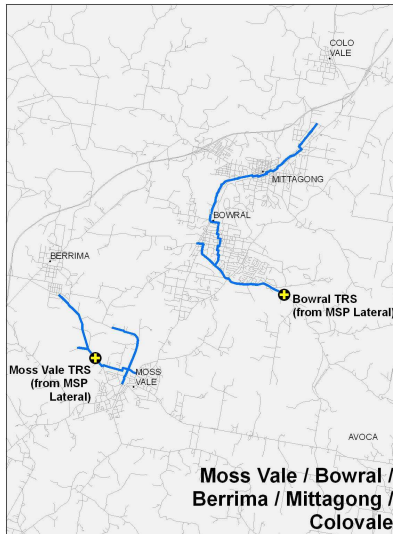 COLO
VALE
MITTAGONG
BOWRAL
BERRIMA
Bowral TRS
(from MSP Lateral)
Moss Vale TRS
(from MSP
Lateral)
MOSS
VALE
AVOCA
Moss Vale / Bowral /
Berrima / Mittagong /
Colovale